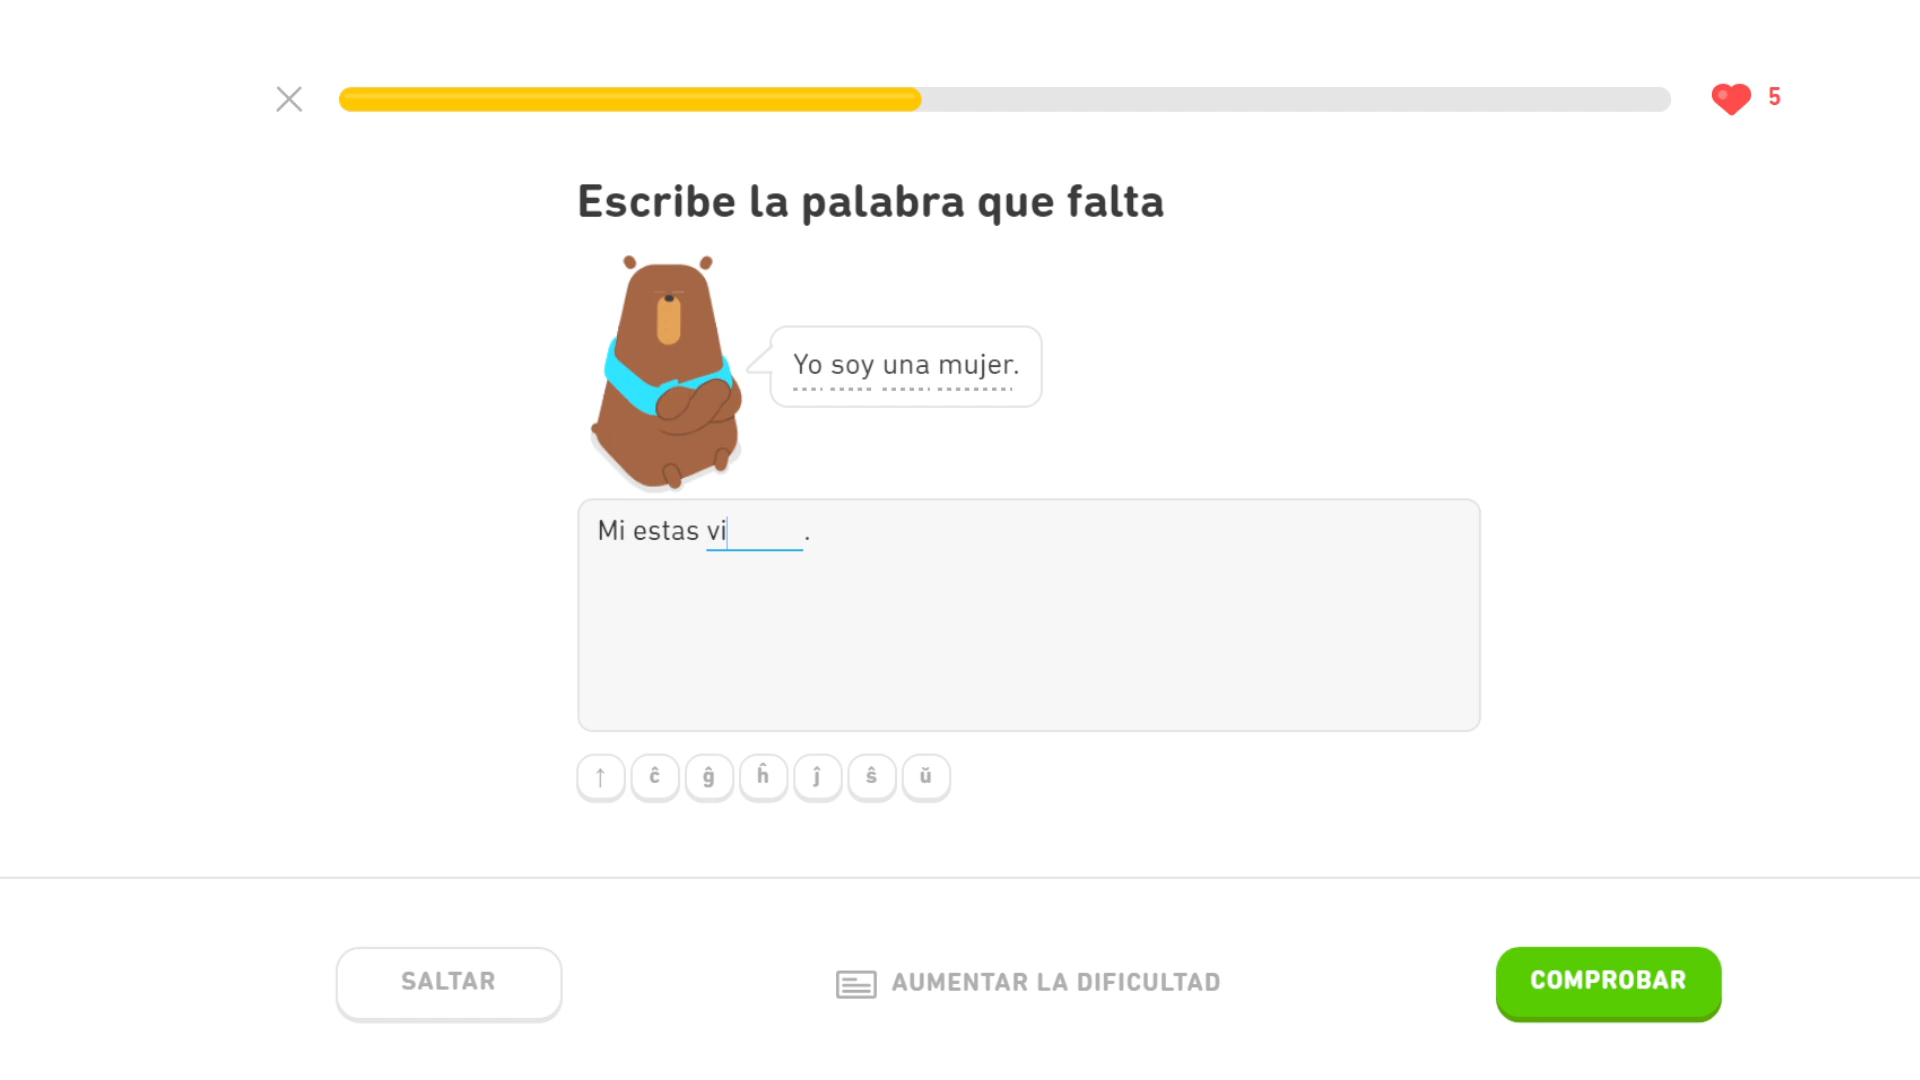 5
Escribe la palabra que falta
Yo soy una mujer.
Mi estas vi.
↑ ĉ ĝ ĥ ĵ ŝ ŭ
SALTAR
AUMENTAR LA DIFICULTAD
COMPROBAR